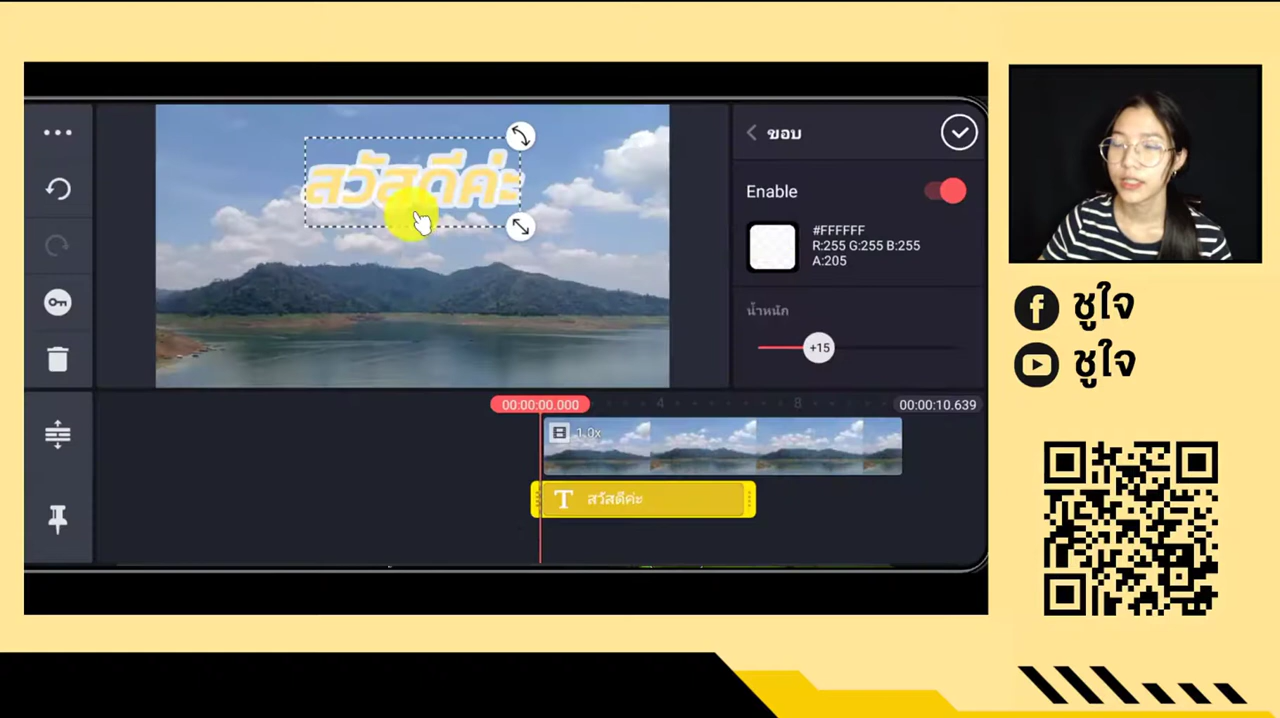 สวัสดีค่ะ
ขอบ
Enable
#FFFFFF
R:255 G:255 B:255
A:205
น้ำหนัก
+15
00:00:00.000
4
8
00:00:10.639
1.0x
T สวัสดีค่ะ
f ชูใจ
ชูใจ